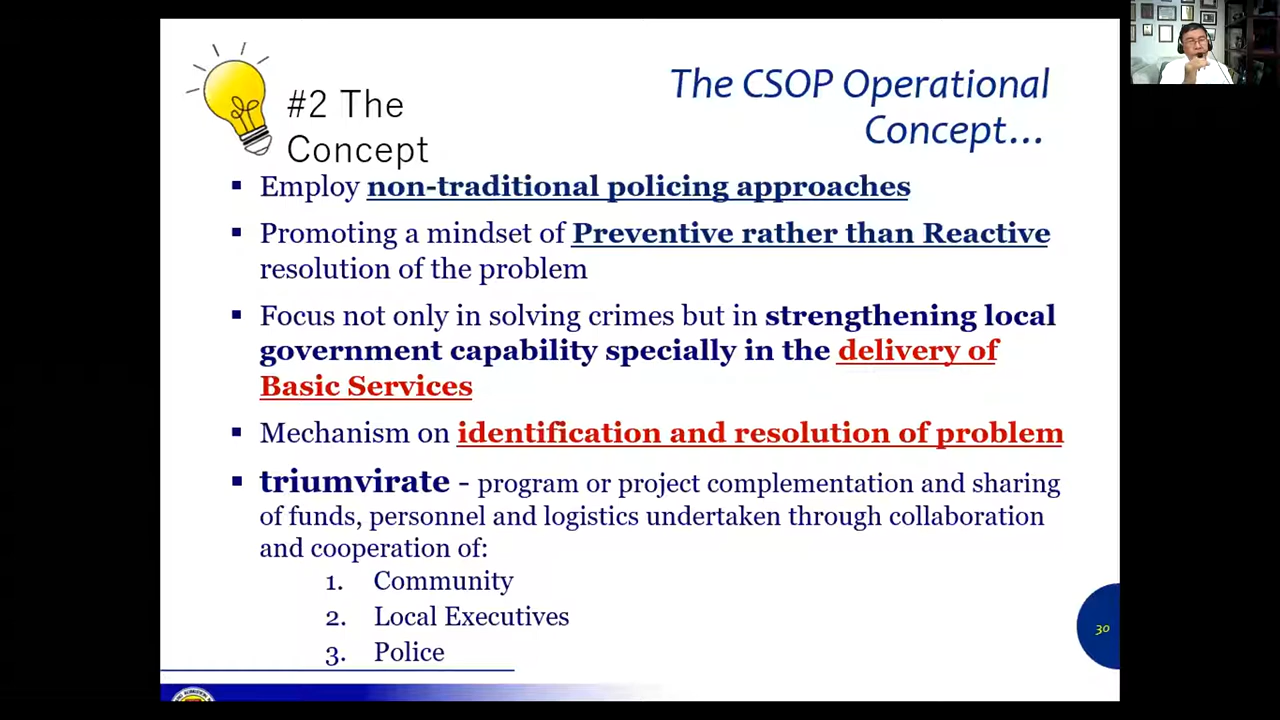 #2 The
Concept
The CSOP Operational
Concept...
▪ Employ non-traditional policing approaches
▪ Promoting a mindset of Preventive rather than Reactive
resolution of the problem
▪ Focus not only in solving crimes but in strengthening local
government capability specially in the delivery of
Basic Services
▪ Mechanism on identification and resolution of problem
▪ triumvirate - program or project complementation and sharing
of funds, personnel and logistics undertaken through collaboration
and cooperation of:
1. Community
2. Local Executives
3. Police
30